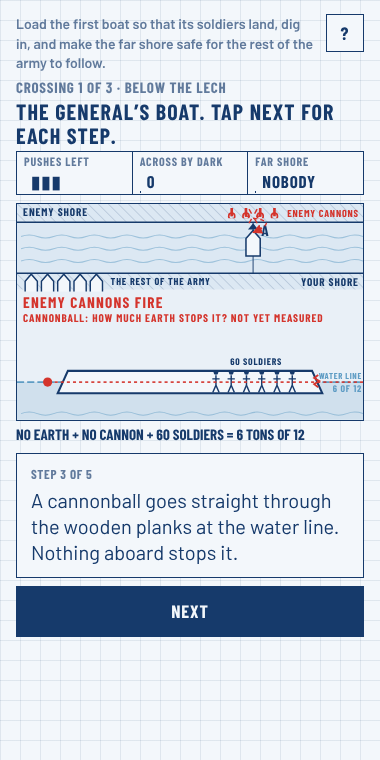 Load the first boat so that its soldiers land, dig
in, and make the far shore safe for the rest of the
army to follow.
?
CROSSING 1 OF 3 · BELOW THE LECH
THE GENERAL'S BOAT. TAP NEXT FOR
EACH STEP.
PUSHES LEFT
ACROSS BY DARK
0
FAR SHORE
NOBODY
ENEMY SHORE
ENEMY CANNONS
THE REST OF THE ARMY
YOUR SHORE
ENEMY CANNONS FIRE
CANNONBALL: HOW MUCH EARTH STOPS IT? NOT YET MEASURED
60 SOLDIERS
WATER LINE
6 OF 12
NO EARTH + NO CANNON + 60 SOLDIERS = 6 TONS OF 12
STEP 3 OF 5
A cannonball goes straight through
the wooden planks at the water line.
Nothing aboard stops it.
NEXT